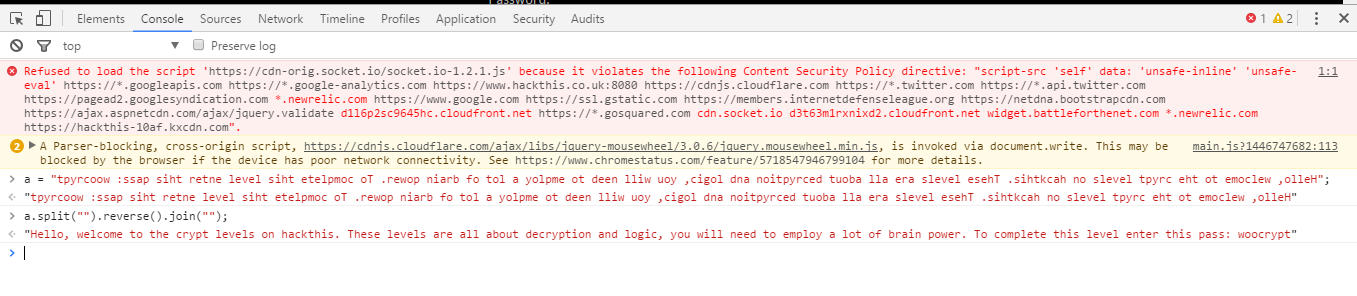 Password:
Elements Console Sources Network Timeline Profiles Application Security Audits 1 2
top Preserve log
Refused to load the script 'https://cdn-orig.socket.io/socket.io-1.2.1.js' because it violates the following Content Security Policy directive: "script-src 'self' data: 'unsafe-inline' 'unsafe- 1:1
eval' https://*.googleapis.com https://*.google-analytics.com https://www.hackthis.co.uk:8080 https://cdnjs.cloudflare.com https://*.twitter.com https://*.api.twitter.com
https://pagead2.googlesyndication.com *.newrelic.com https://www.google.com https://ssl.gstatic.com https://members.internetdefenseleague.org https://netdna.bootstrapcdn.com
https://ajax.aspnetcdn.com/ajax/jquery.validate d1l6p2sc9645hc.cloudfront.net https://*.gosquared.com cdn.socket.io d3t63m1rxnixd2.cloudfront.net widget.battleforthenet.com *.newrelic.com
https://hackthis-10af.kxcdn.com".
2 A Parser-blocking, cross-origin script, https://cdnjs.cloudflare.com/ajax/libs/jquery-mousewheel/3.0.6/jquery.mousewheel.min.js, is invoked via document.write. This may be main.js?1446747682:113
blocked by the browser if the device has poor network connectivity. See https://www.chromestatus.com/feature/5718547946799104 for more details.
> a = "tpyrcoow :ssap siht retne level siht etelpmoc oT .rewop niarb fo tol a yolpme ot deen lliw uoy ,cigol dna noitpyrced tuoba lla era slevel esehT .sihtkcah no slevel tpyrc eht ot emoclew ,olleH";
"tpyrcoow :ssap siht retne level siht etelpmoc oT .rewop niarb fo tol a yolpme ot deen lliw uoy ,cigol dna noitpyrced tuoba lla era slevel esehT .sihtkcah no slevel tpyrc eht ot emoclew ,olleH"
> a.split("").reverse().join("");
"Hello, welcome to the crypt levels on hackthis. These levels are all about decryption and logic, you will need to employ a lot of brain power. To complete this level enter this pass: woocrypt"
>